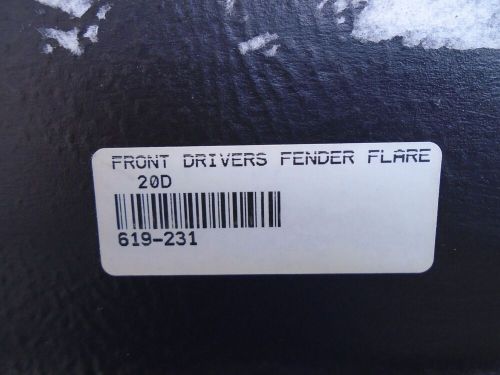 FRONT DRIVERS FENDER FLARE
20D
619-231